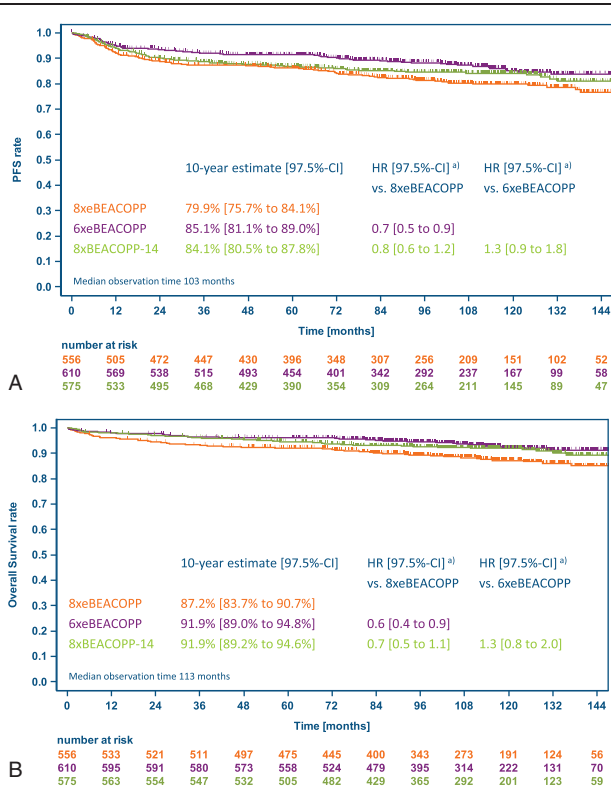 1.0
0.9
0.8
0.7
0.6
0.5
0.4
0.3
0.2
0.1
0.0
PFS rate
10-year estimate [97.5%-CI] HR [97.5%-CI] a) HR [97.5%-CI] a)
vs. 8xeBEACOPP vs. 6xeBEACOPP
8xeBEACOPP 79.9% [75.7% to 84.1%]
6xeBEACOPP 85.1% [81.1% to 89.0%] 0.7 [0.5 to 0.9]
8xBEACOPP-14 84.1% [80.5% to 87.8%] 0.8 [0.6 to 1.2] 1.3 [0.9 to 1.8]
Median observation time 103 months
0 12 24 36 48 60 72 84 96 108 120 132 144
Time [months]
number at risk
556 505 472 447 430 396 348 307 256 209 151 102 52
610 569 538 515 493 454 401 342 292 237 167 99 58
575 533 495 468 429 390 354 309 264 211 145 89 47
A
1.0
0.9
0.8
0.7
0.6
0.5
0.4
0.3
0.2
0.1
0.0
Overall Survival rate
10-year estimate [97.5%-CI] HR [97.5%-CI] a) HR [97.5%-CI] a)
vs. 8xeBEACOPP vs. 6xeBEACOPP
8xeBEACOPP 87.2% [83.7% to 90.7%]
6xeBEACOPP 91.9% [89.0% to 94.8%] 0.6 [0.4 to 0.9]
8xBEACOPP-14 91.9% [89.2% to 94.6%] 0.7 [0.5 to 1.1] 1.3 [0.8 to 2.0]
Median observation time 113 months
0 12 24 36 48 60 72 84 96 108 120 132 144
Time [months]
number at risk
556 533 521 511 497 475 445 400 343 273 191 124 56
610 595 591 580 573 558 524 479 395 314 222 131 70
575 563 554 547 532 505 482 429 365 292 201 123 59
B